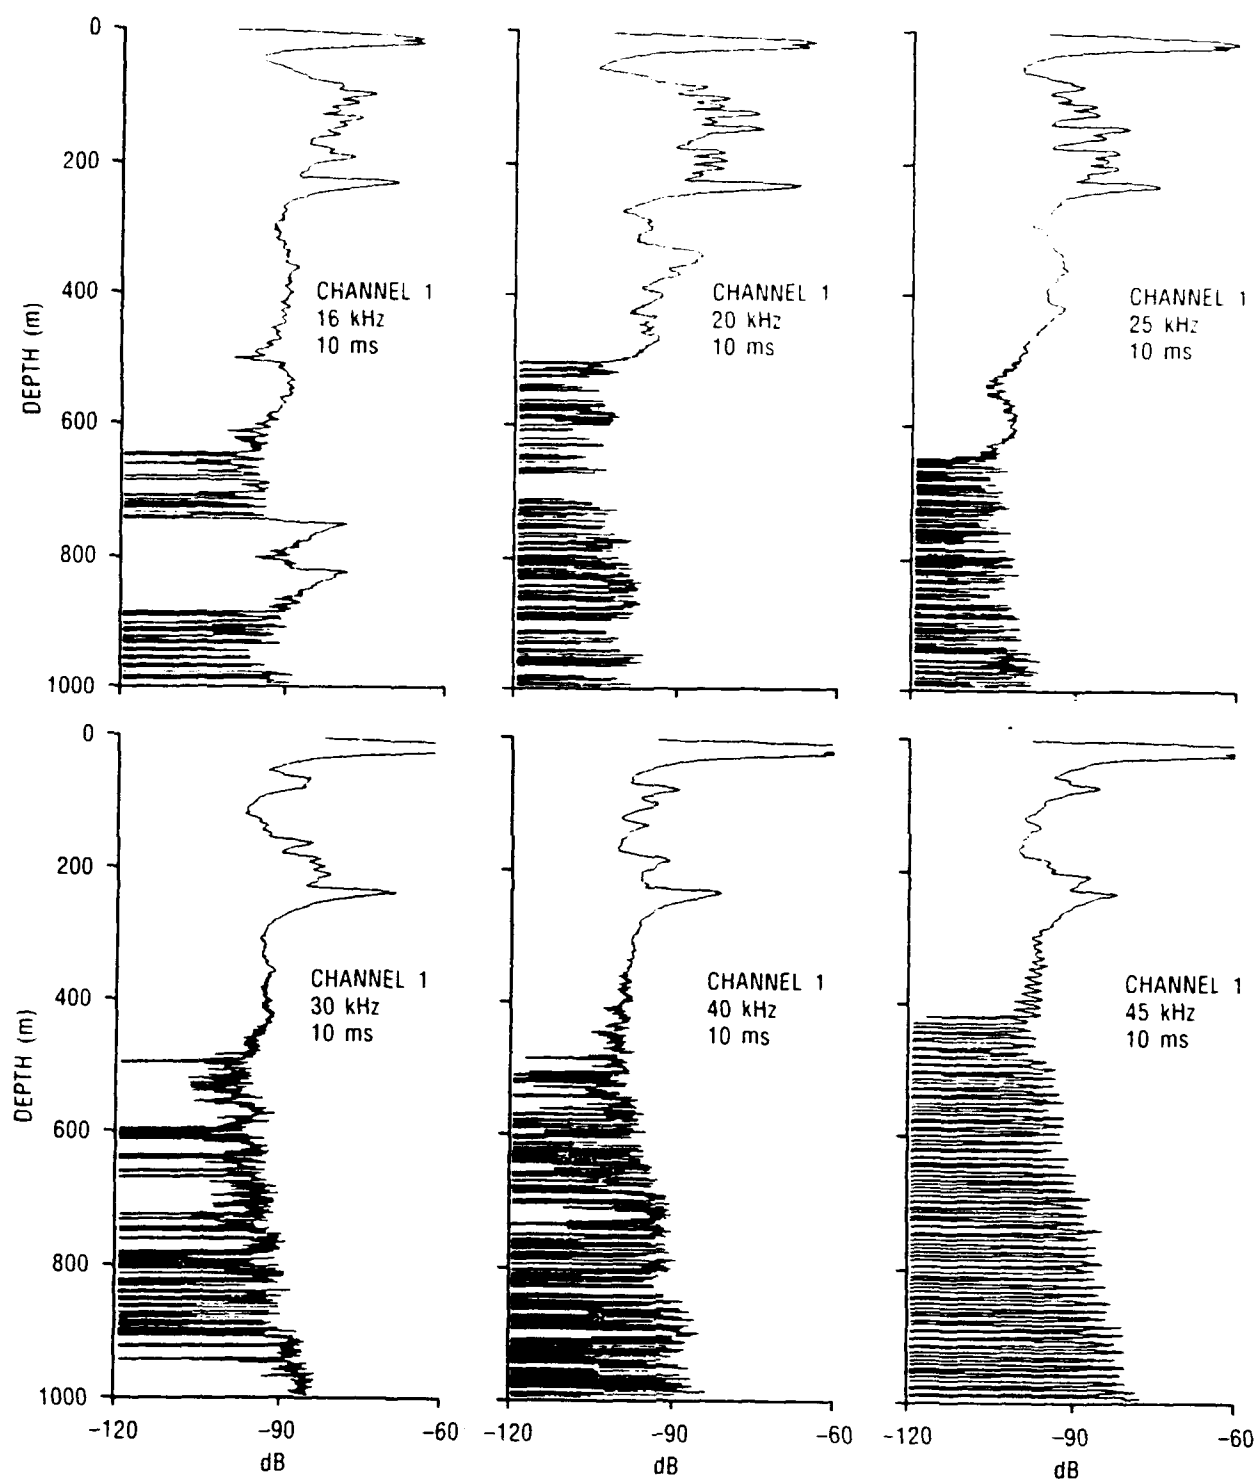 0
200
400
600
800
1000
DEPTH (m)
CHANNEL 1
16 kHz
10 ms
CHANNEL 1
20 kHz
10 ms
CHANNEL 1
25 kHz
10 ms
0
200
400
600
800
1000
DEPTH (m)
CHANNEL 1
30 kHz
10 ms
CHANNEL 1
40 kHz
10 ms
CHANNEL 1
45 kHz
10 ms
-120
-90
-60
dB
-120
-90
-60
dB
-120
-90
-60
dB